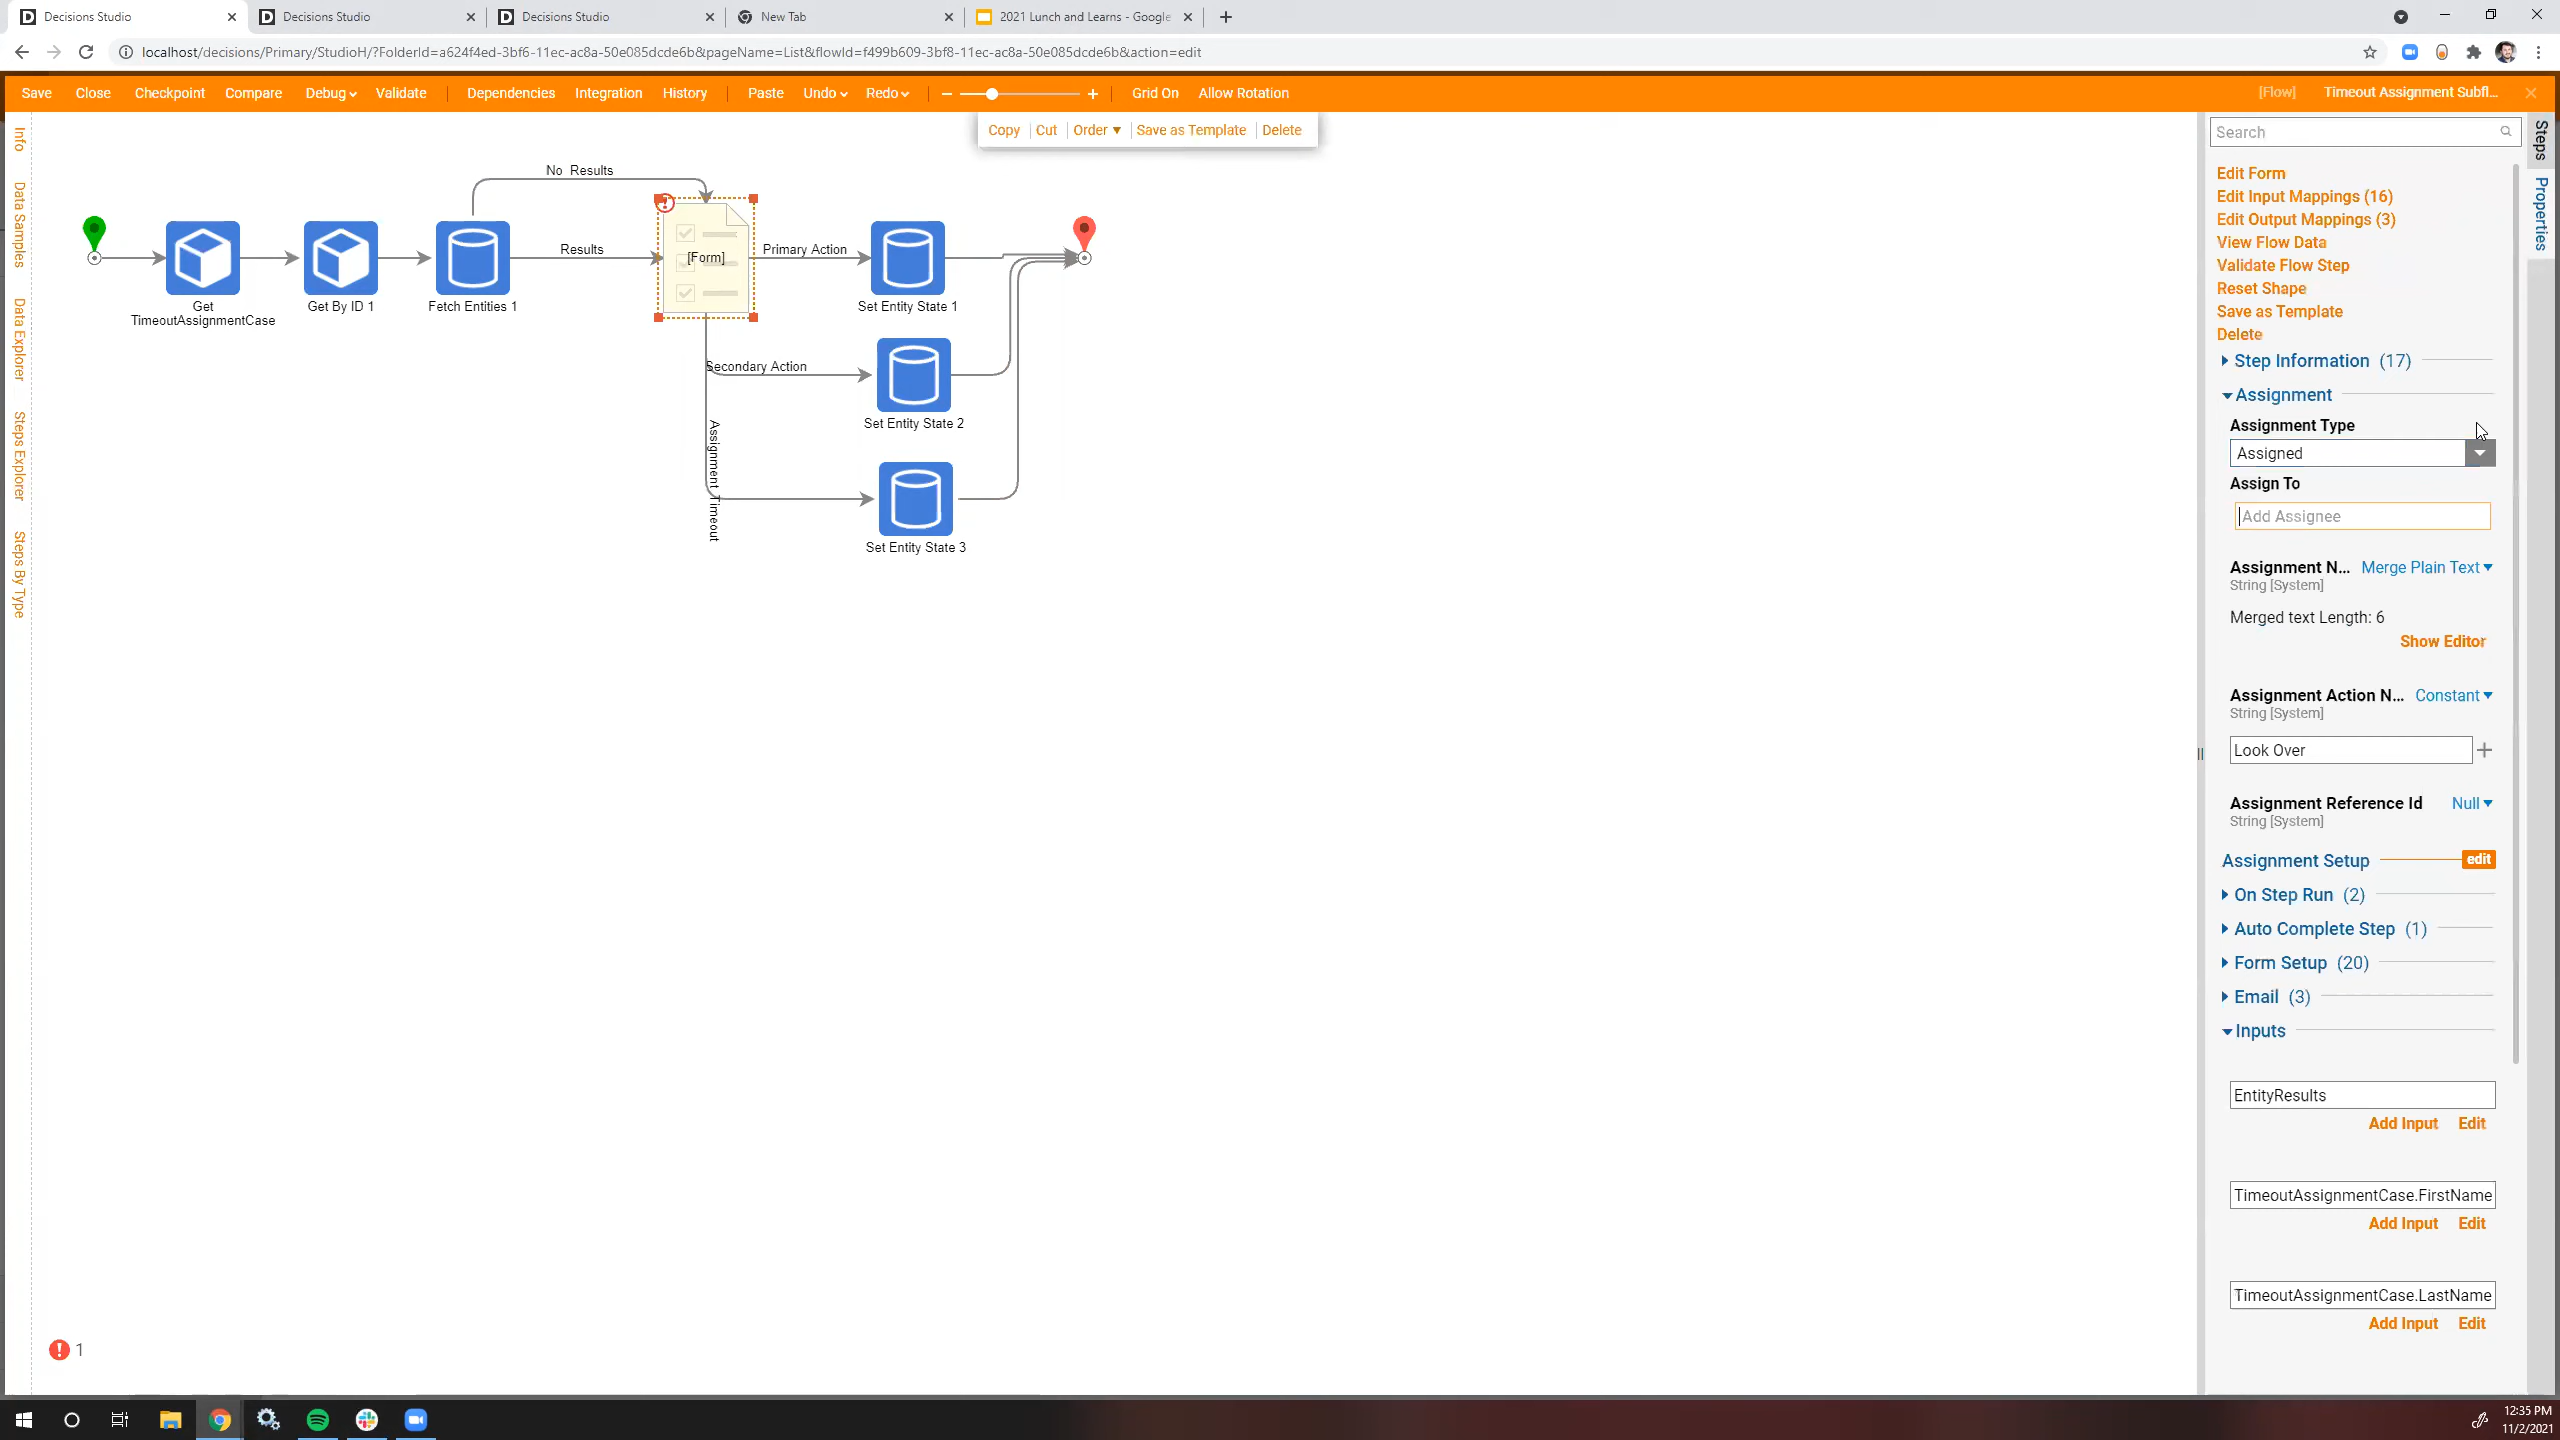 Decisions Studio
Decisions Studio
Decisions Studio
New Tab
2021 Lunch and Learns - Google
localhost/decisions/Primary/StudioH/?FolderId=a624f4ed-3bf6-11ec-ac8a-50e085dcde6b&pageName=List&flowId=f499b609-3bf8-11ec-ac8a-50e085dcde6b&action=edit
Save
Close
Checkpoint
Compare
Debug
Validate
Dependencies
Integration
History
Paste
Undo
Redo
Grid On
Allow Rotation
[Flow]
Timeout Assignment Subfl...
Copy
Cut
Order
Save as Template
Delete
Info
Data Samples
Data Explorer
Steps Explorer
Steps By Type
No Results
Results
[Form]
Primary Action
Secondary Action
Assignment Timeout
Get
TimeoutAssignmentCase
Get By ID 1
Fetch Entities 1
Set Entity State 1
Set Entity State 2
Set Entity State 3
1
Search
Steps
Properties
Edit Form
Edit Input Mappings (16)
Edit Output Mappings (3)
View Flow Data
Validate Flow Step
Reset Shape
Save as Template
Delete
Step Information (17)
Assignment
Assignment Type
Assigned
Assign To
Add Assignee
Assignment N... Merge Plain Text
String [System]
Merged text Length: 6
Show Editor
Assignment Action N... Constant
String [System]
Look Over
Assignment Reference Id Null
String [System]
Assignment Setup edit
On Step Run (2)
Auto Complete Step (1)
Form Setup (20)
Email (3)
Inputs
EntityResults
Add Input Edit
TimeoutAssignmentCase.FirstName
Add Input Edit
TimeoutAssignmentCase.LastName
Add Input Edit
12:35 PM
11/2/2021